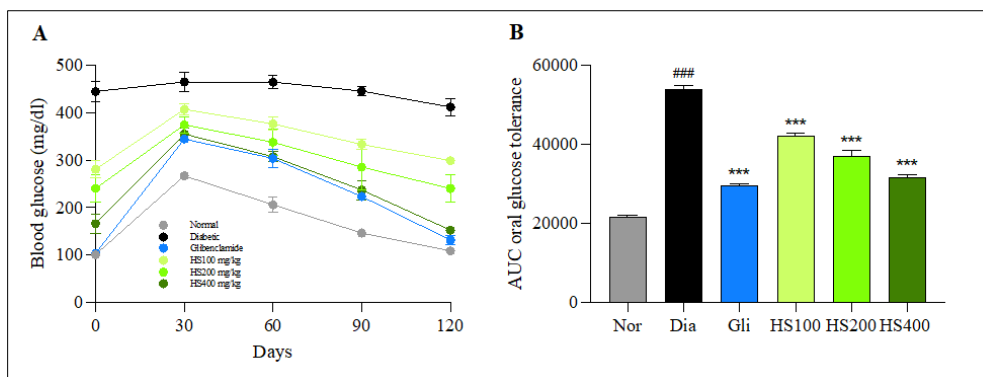 A
Blood glucose (mg/dl)
500
400
300
200
100
0
Normal
Diabetic
Glibenclamide
HS100 mg/kg
HS200 mg/kg
HS400 mg/kg
0 30 60 90 120
Days
B
AUC oral glucose tolerance
60000
40000
20000
0
###
***
***
***
***
Nor Dia Gli HS100 HS200 HS400